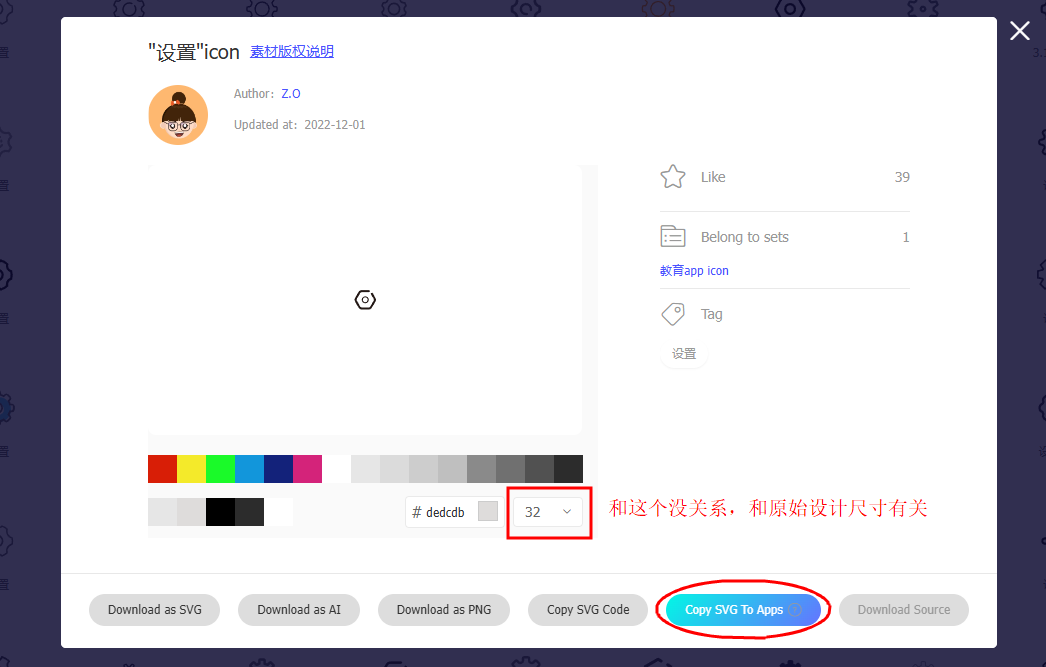 "设置"icon 素材版权说明
Author： Z.O
Updated at： 2022-12-01
Like 39
Belong to sets 1
教育app icon
Tag
设置
# dedcdb 32
和这个没关系，和原始设计尺寸有关
Download as SVG Download as AI Download as PNG Copy SVG Code Copy SVG To Apps Download Source